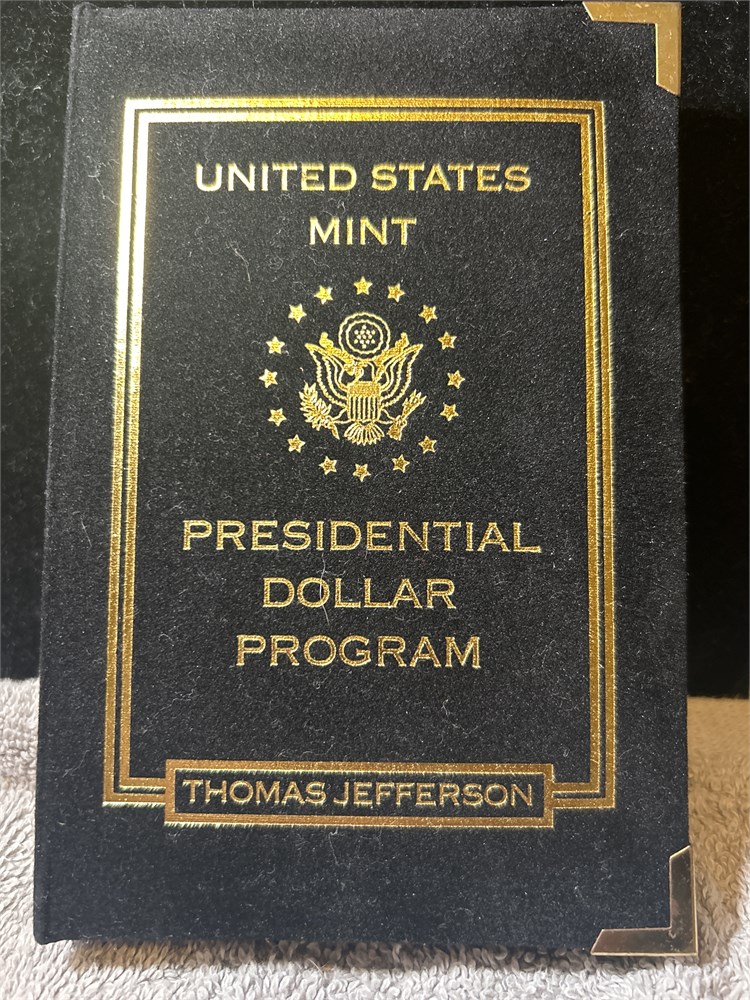 UNITED STATES
MINT
PRESIDENTIAL
DOLLAR
PROGRAM
THOMAS JEFFERSON